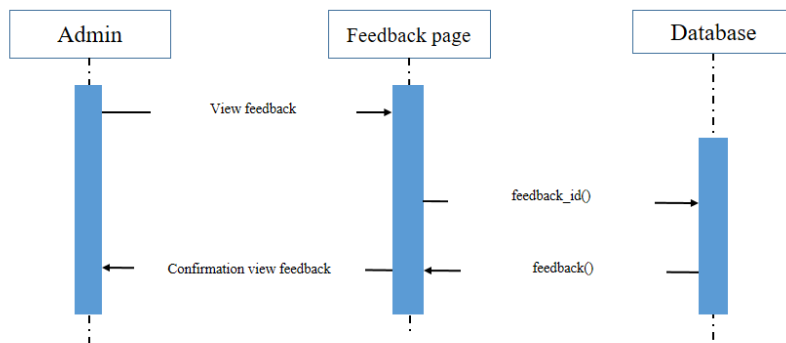 Admin
Feedback page
Database
View feedback
feedback_id()
Confirmation view feedback
feedback()